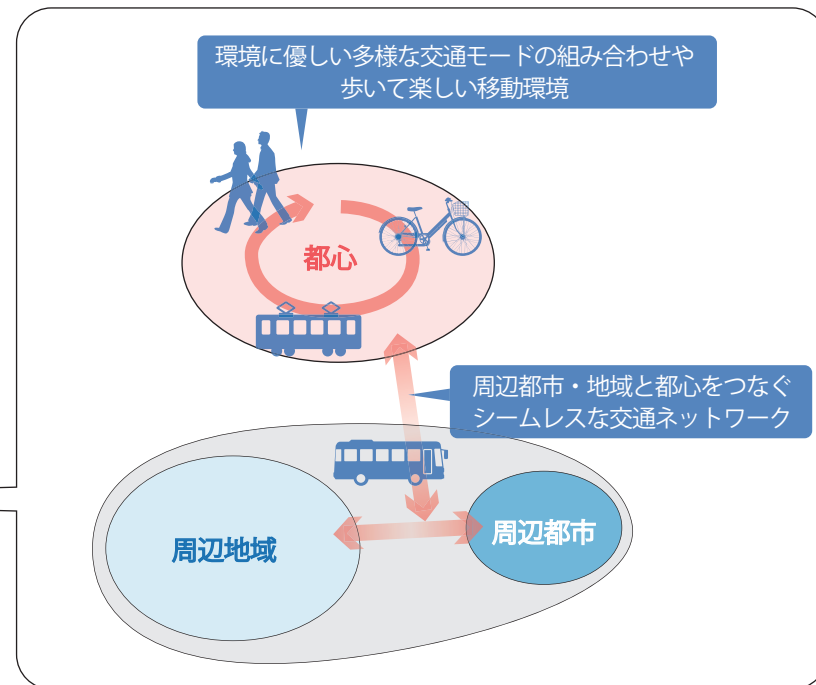 環境に優しい多様な交通モードの組み合わせや
歩いて楽しい移動環境
都心
周辺都市・地域と都心をつなぐ
シームレスな交通ネットワーク
周辺地域
周辺都市